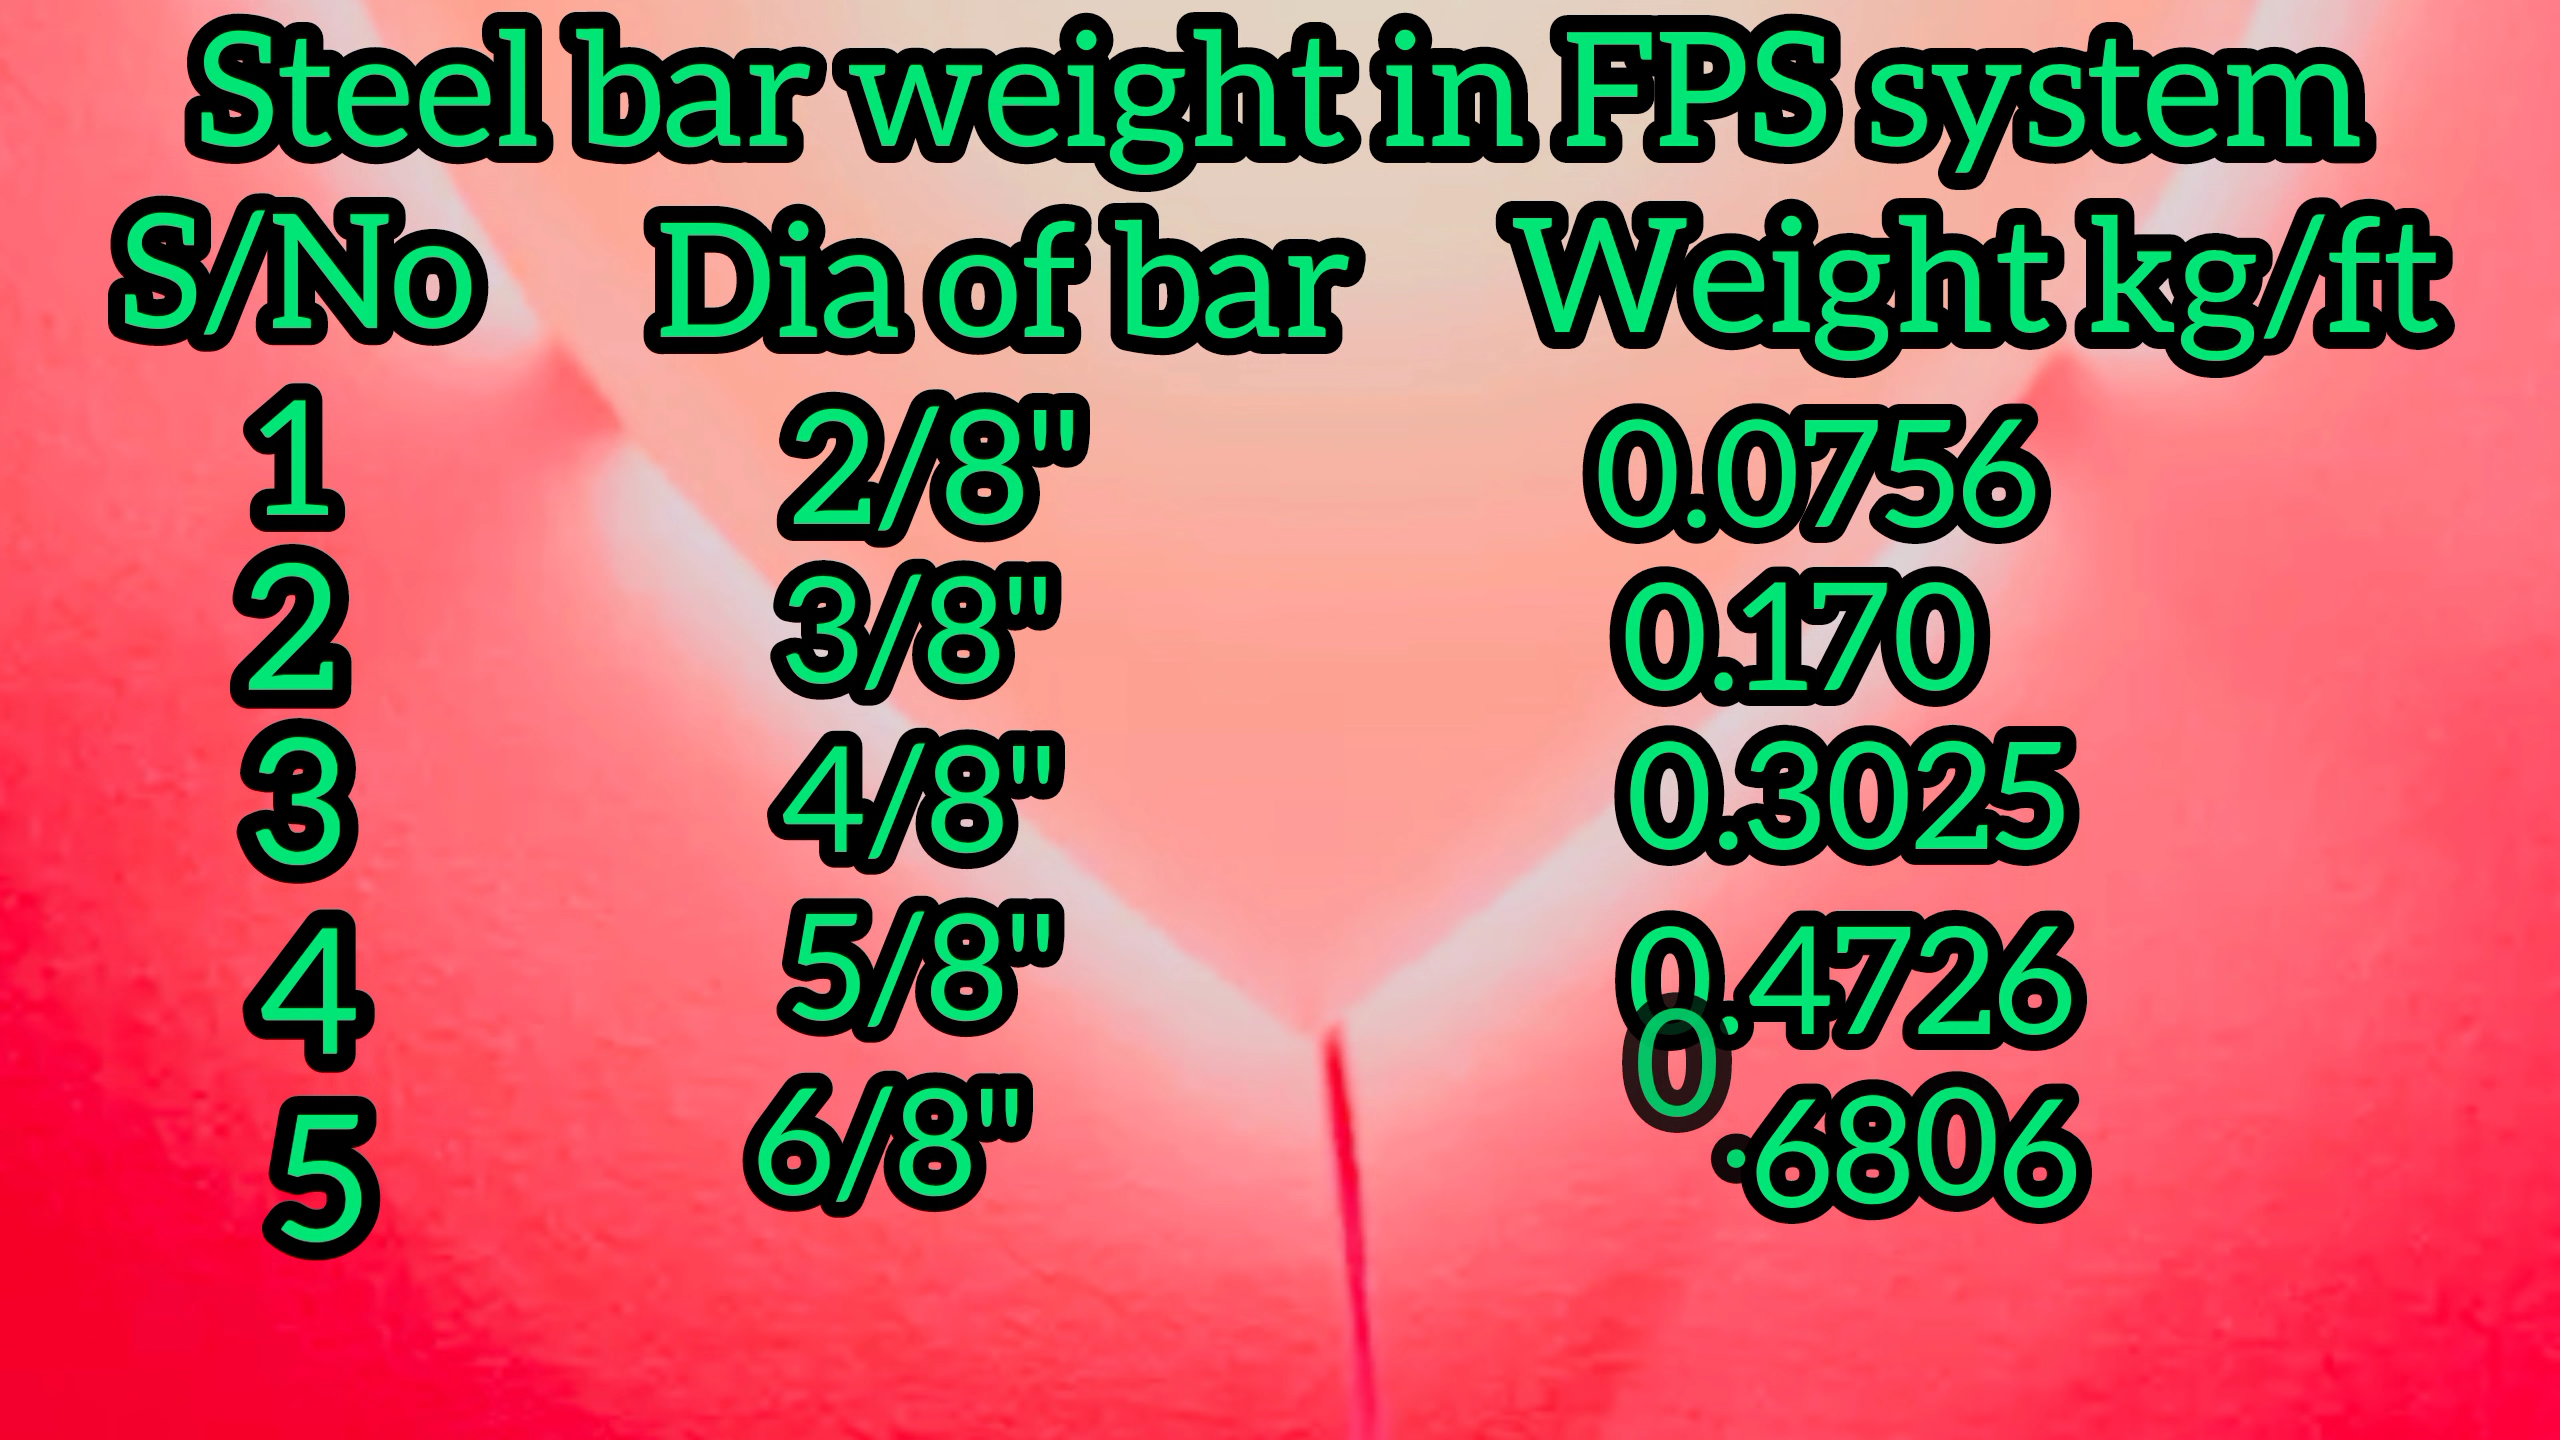 Steel bar weight in FPS system
S/No Dia of bar Weight kg/ft
1 2/8" 0.0756
2 3/8" 0.170
3 4/8" 0.3025
4 5/8" 0.4726
5 6/8" 0.6806